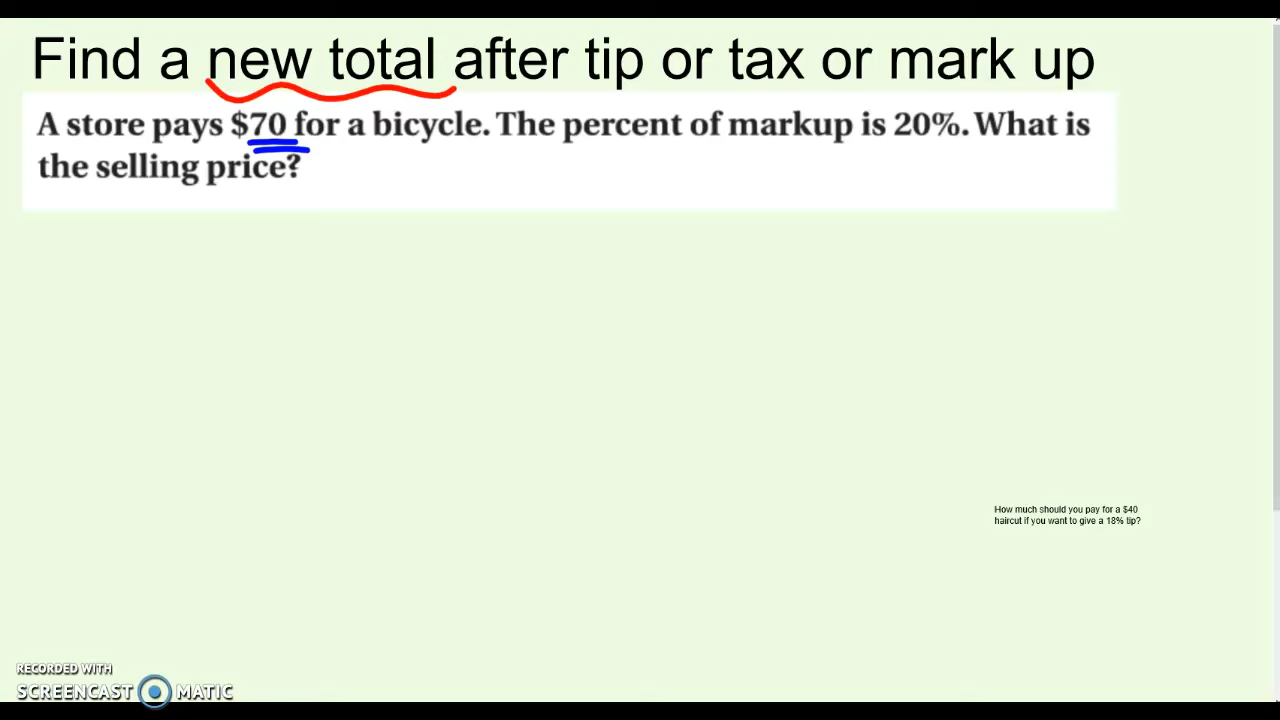 Find a new total after tip or tax or mark up
A store pays $70 for a bicycle. The percent of markup is 20%. What is
the selling price?
How much should you pay for a $40
haircut if you want to give a 18% tip?
RECORDED WITH
SCREENCAST MATIC